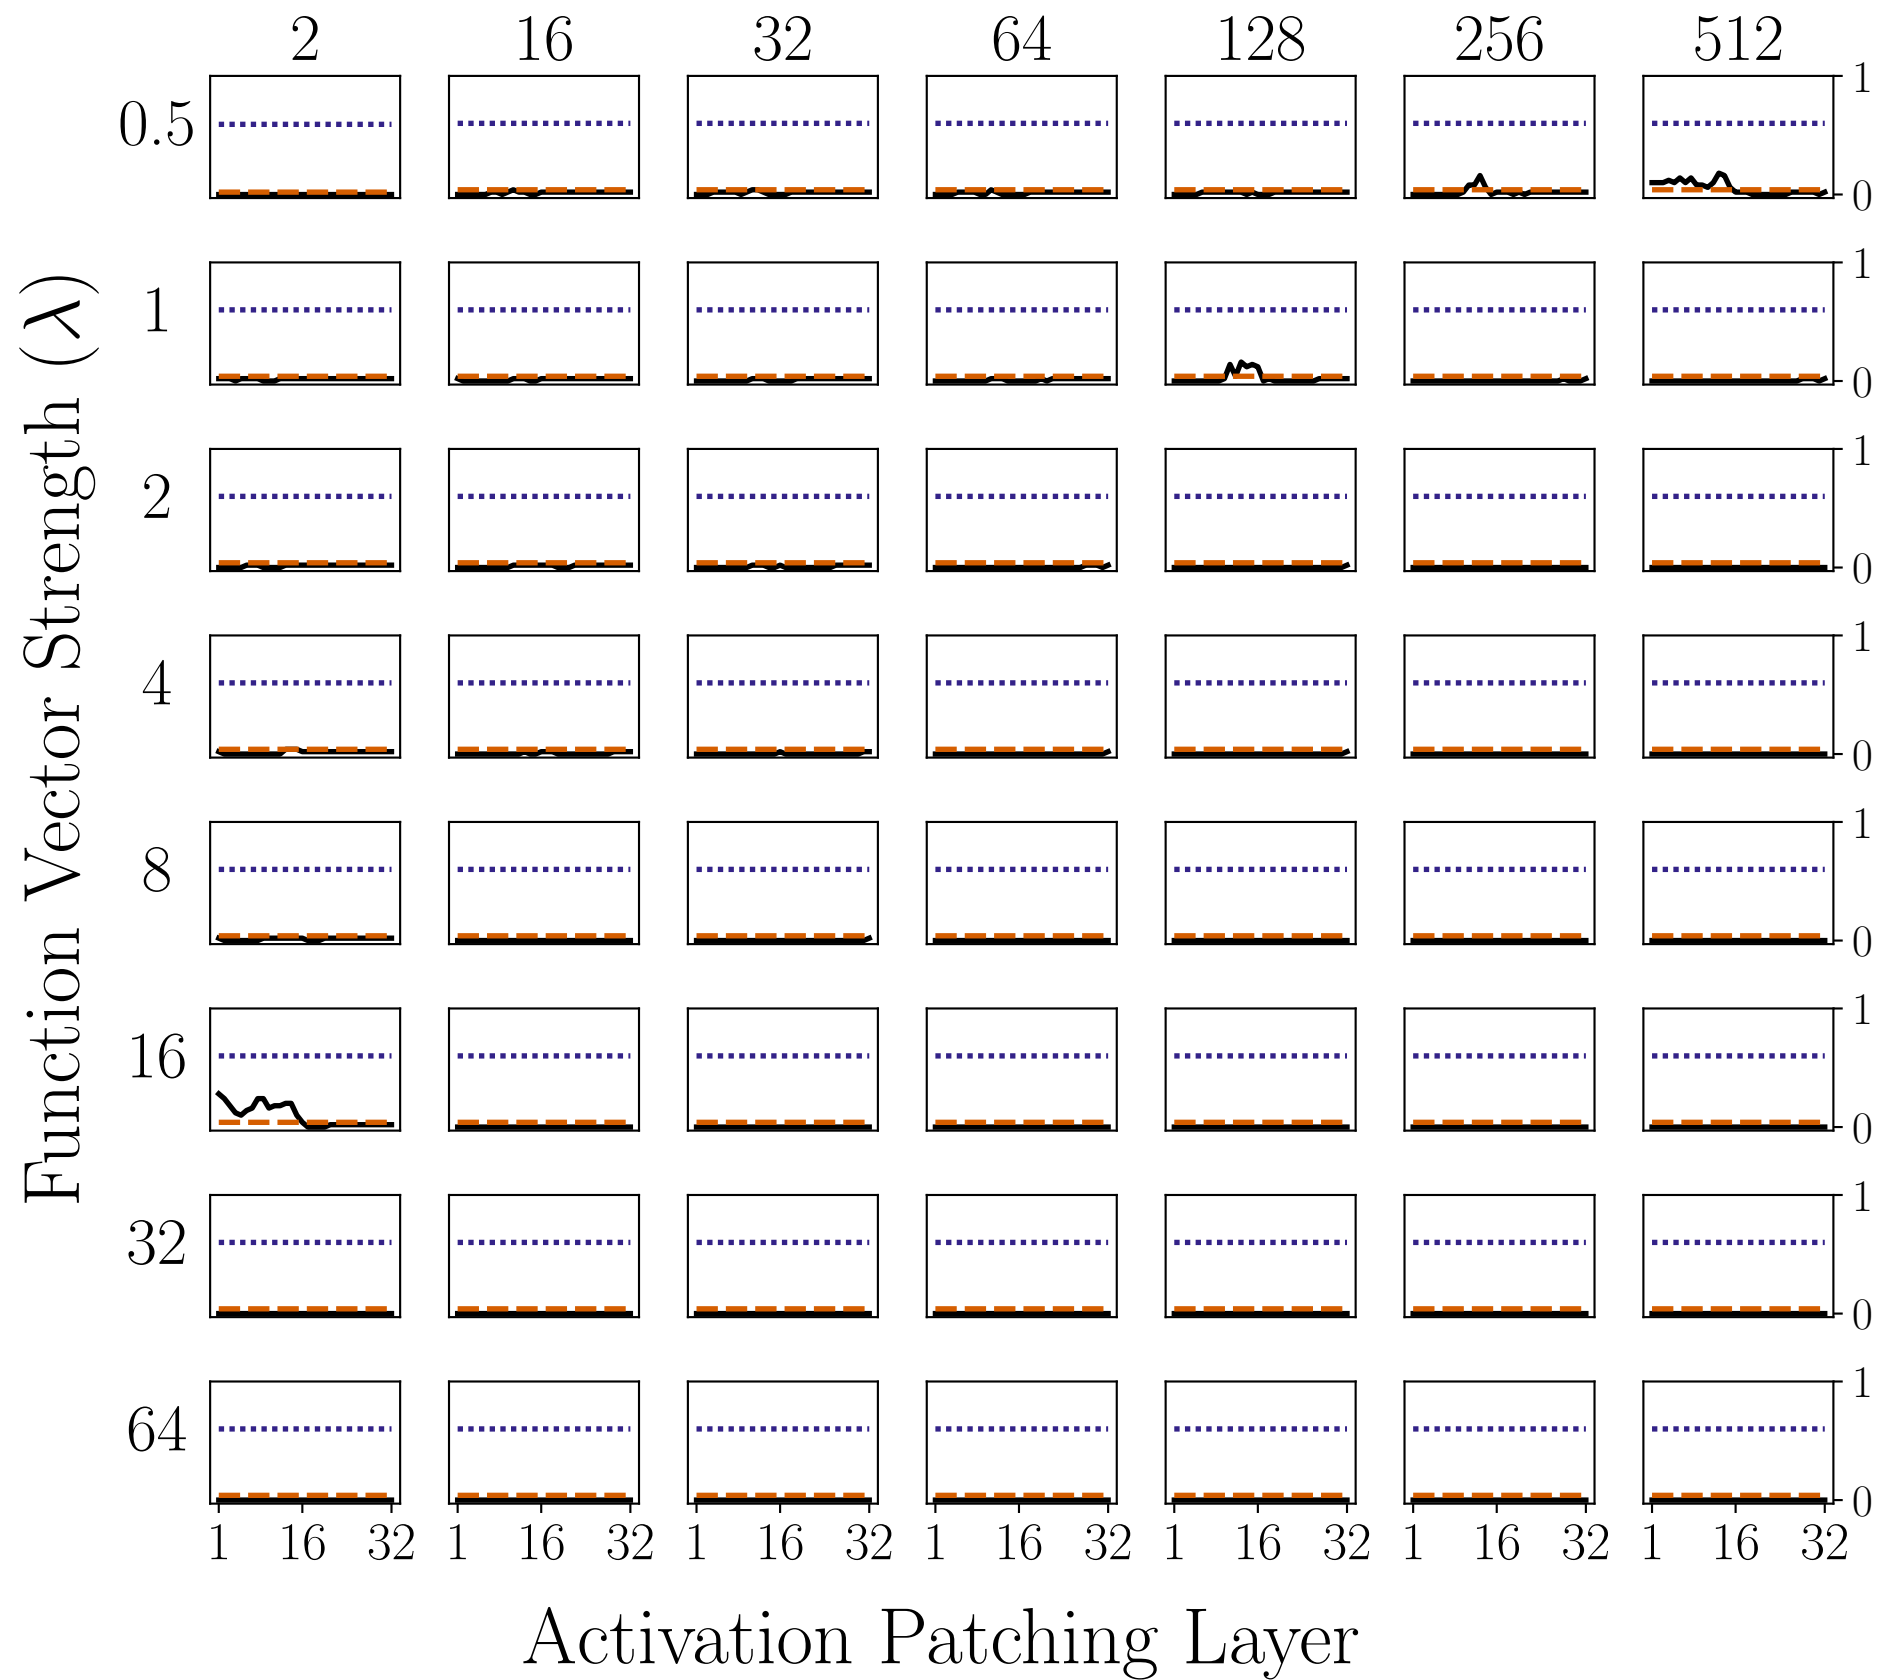 2 16 32 64 128 256 512
Function Vector Strength (λ)
0.5 1 0
1 1 0
2 1 0
4 1 0
8 1 0
16 1 0
32 1 0
64 1 0
1 16 32 1 16 32 1 16 32 1 16 32 1 16 32 1 16 32 1 16 32
Activation Patching Layer